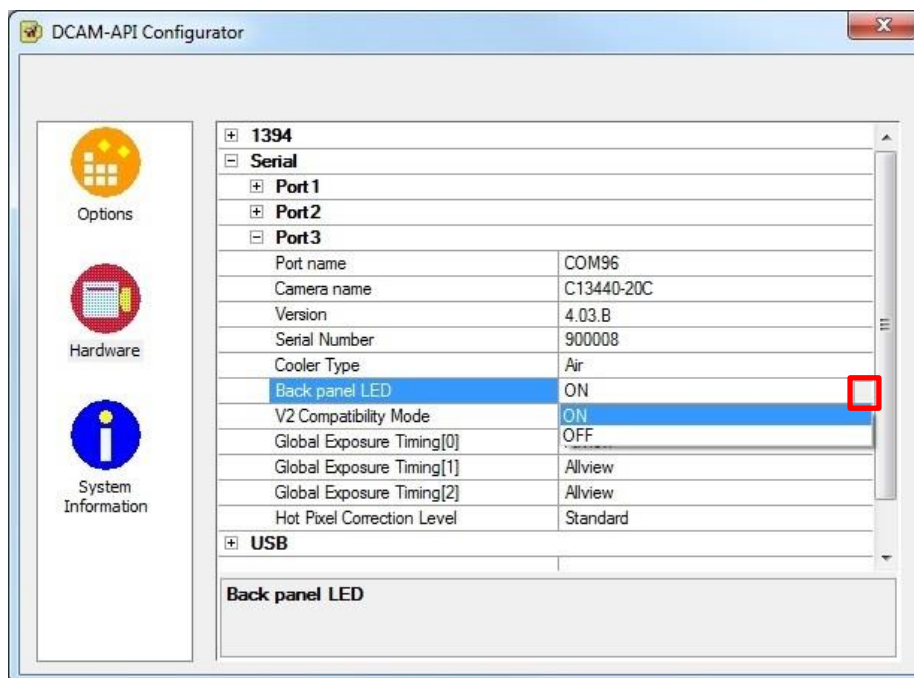 DCAM-API Configurator
Options
Hardware
System
Information
1394
Serial
Port1
Port2
Port3
Port name COM96
Camera name C13440-20C
Version 4.03.B
Serial Number 900008
Cooler Type Air
Back panel LED ON
V2 Compatibility Mode ON
OFF
Global Exposure Timing[0]
Global Exposure Timing[1] Allview
Global Exposure Timing[2] Allview
Hot Pixel Correction Level Standard
USB
Back panel LED